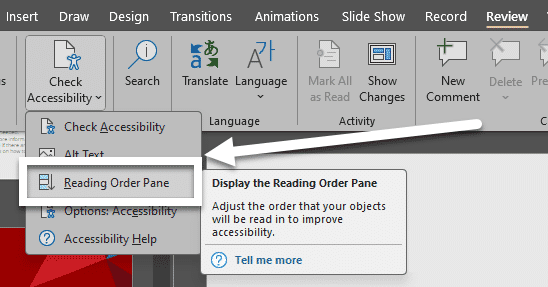 Insert Draw Design Transitions Animations Slide Show Record Review View
Check
Accessibility
Search
Translate
Language
Mark All
as Read
Show
Changes
New
Comment
Delete
Language
Activity
Check Accessibility
Alt Text
Reading Order Pane
Options: Accessibility
Accessibility Help
Display the Reading Order Pane
Adjust the order that your objects
will be read in to improve
accessibility.
Tell me more